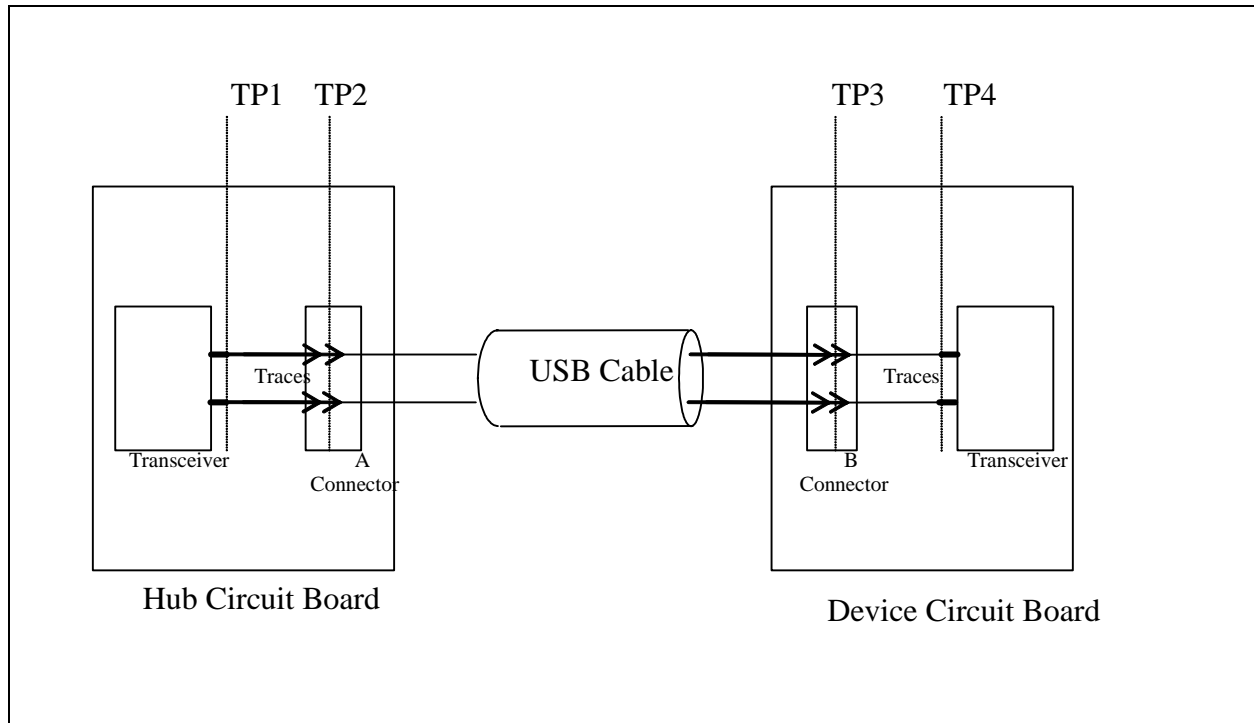 TP1 TP2 TP3 TP4
Traces
USB Cable
Traces
Transceiver
A
Connector
B
Connector
Transceiver
Hub Circuit Board
Device Circuit Board